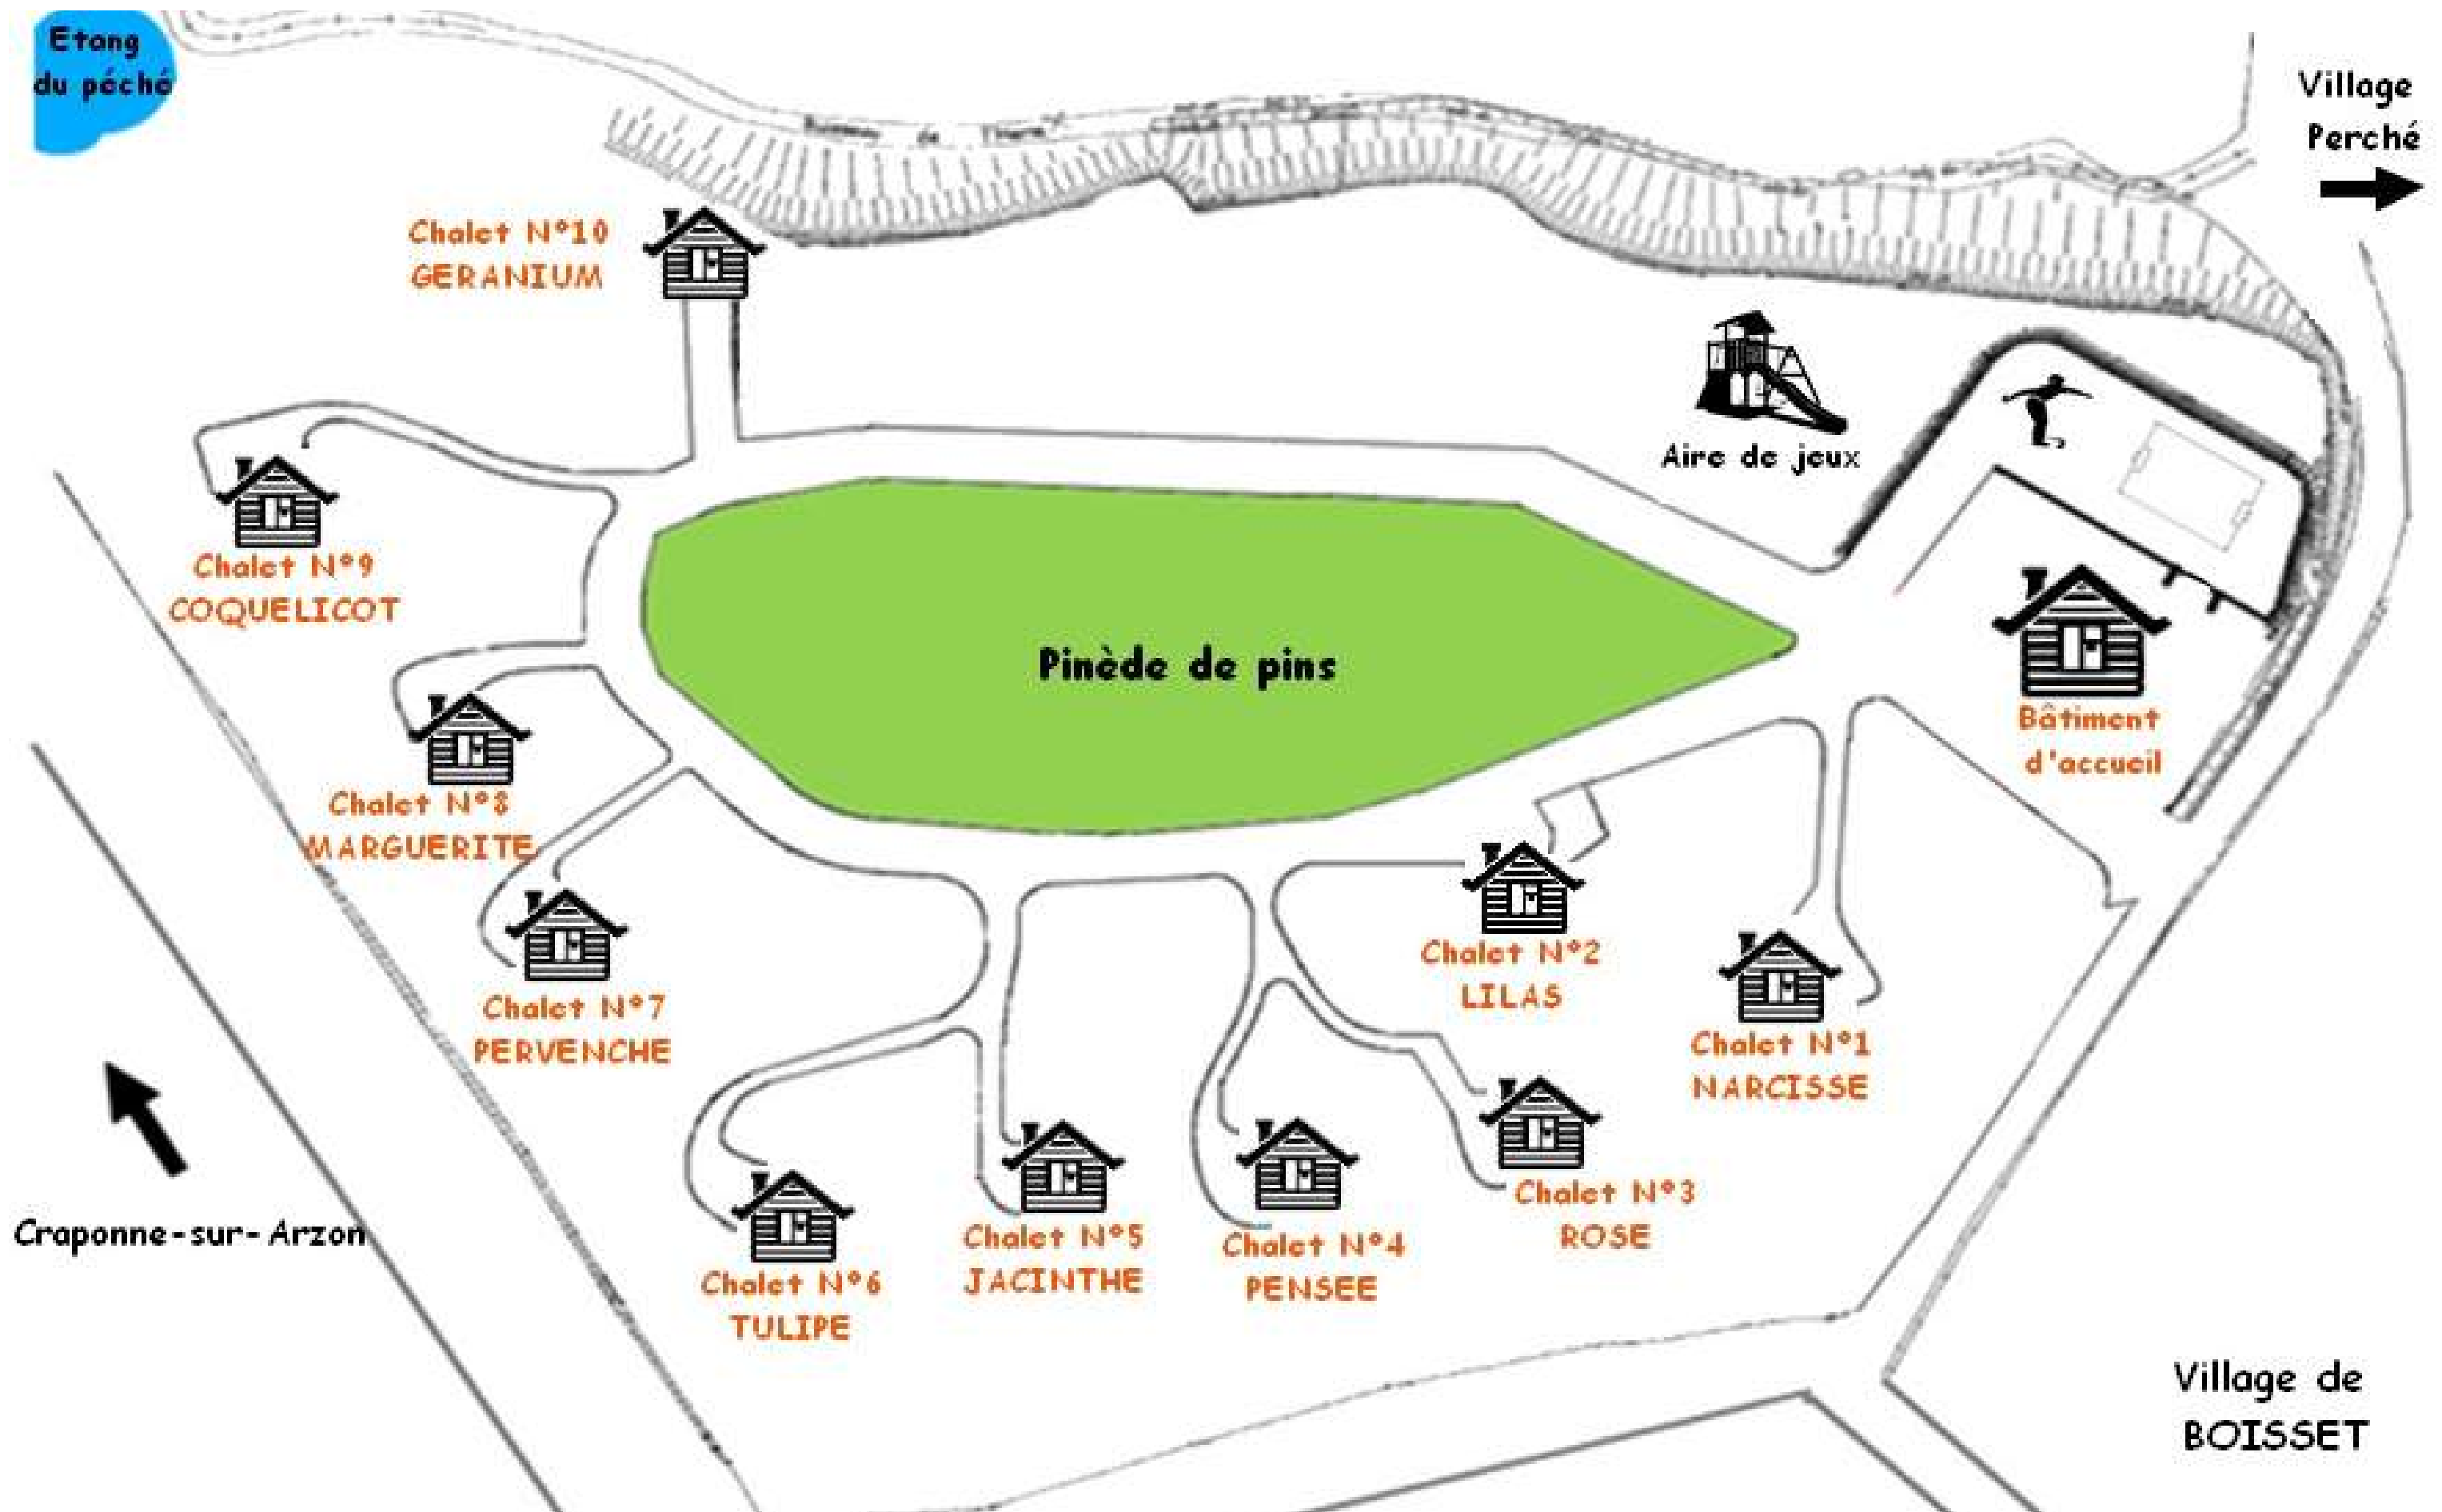 Etang
du péché
Village
Perché
Ruisseau de
Chalet N°10
GERANIUM
Aire de jeux
Chalet N°9
COQUELICOT
Pinède de pins
Bâtiment
d'accueil
Chalet N°8
MARGUERITE
Chalet N°2
LILAS
Chalet N°7
PERVENCHE
Chalet N°1
NARCISSE
Chalet N°3
ROSE
Craponne-sur-Arzon
Chalet N°5
JACINTHE
Chalet N°4
PENSEE
Chalet N°6
TULIPE
Village de
BOISSET